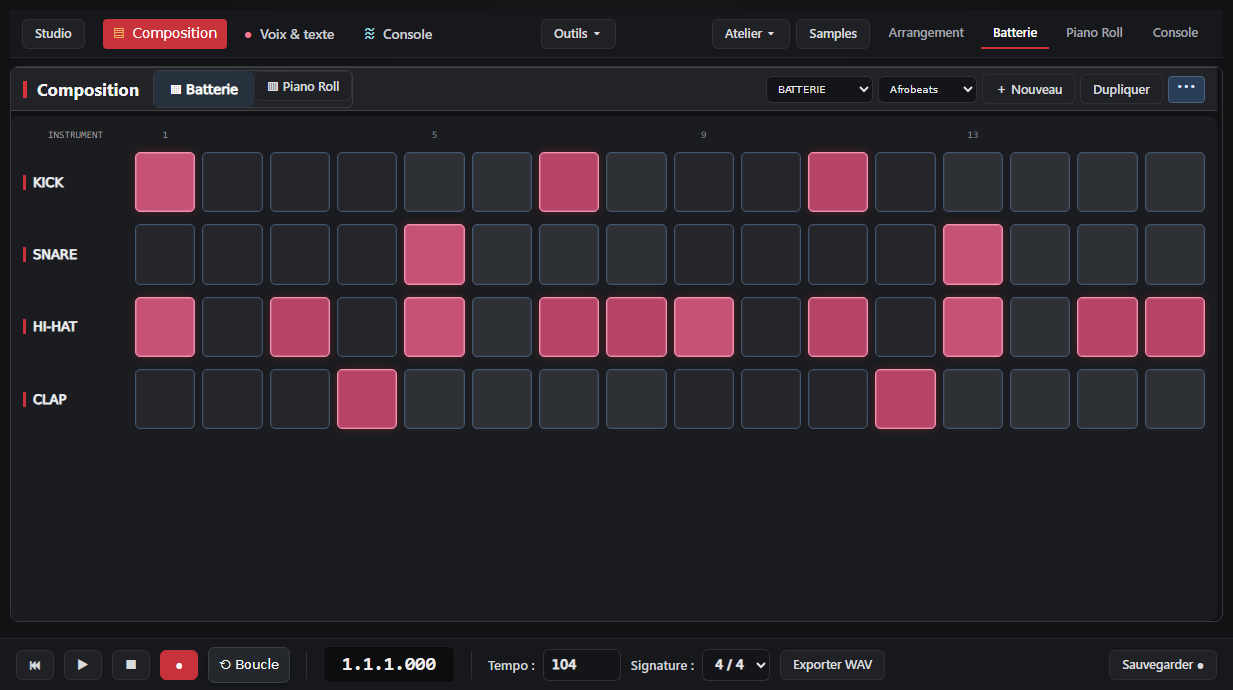 Studio Composition Voix & texte Console Outils Atelier Samples Arrangement Batterie Piano Roll Console
Composition Batterie Piano Roll BATTERIE Afrobeats + Nouveau Dupliquer ...
INSTRUMENT 1 5 9 13
KICK
SNARE
HI-HAT
CLAP
Boucle 1.1.1.000 Tempo : 104 Signature : 4 / 4 Exporter WAV Sauvegarder ●